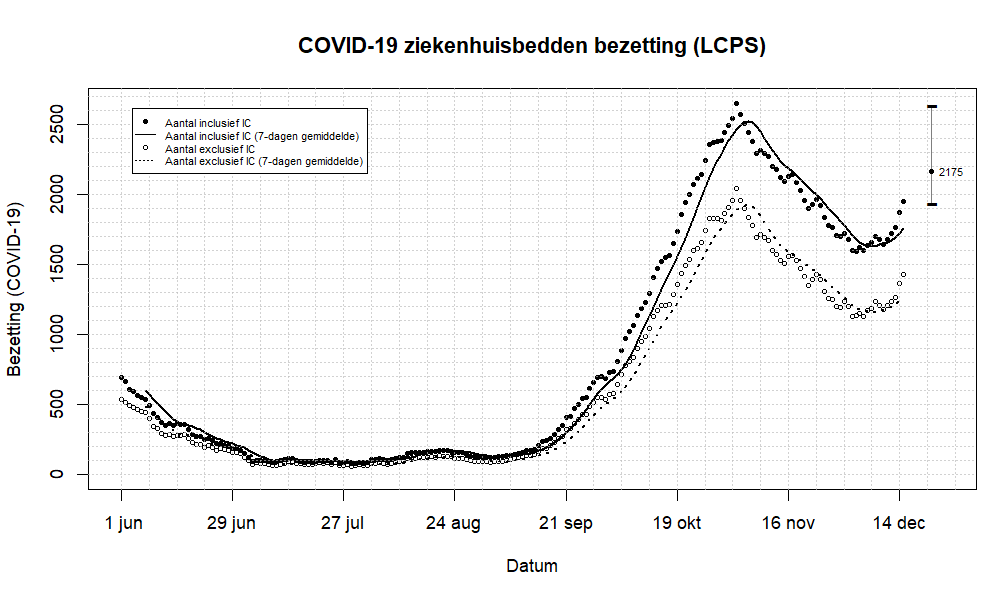 COVID-19 ziekenhuisbedden bezetting (LCPS)
Aantal inclusief IC
Aantal inclusief IC (7-dagen gemiddelde)
Aantal exclusief IC
Aantal exclusief IC (7-dagen gemiddelde)
2175
Bezetting (COVID-19)
2500
2000
1500
1000
500
0
1 jun 29 jun 27 jul 24 aug 21 sep 19 okt 16 nov 14 dec
Datum